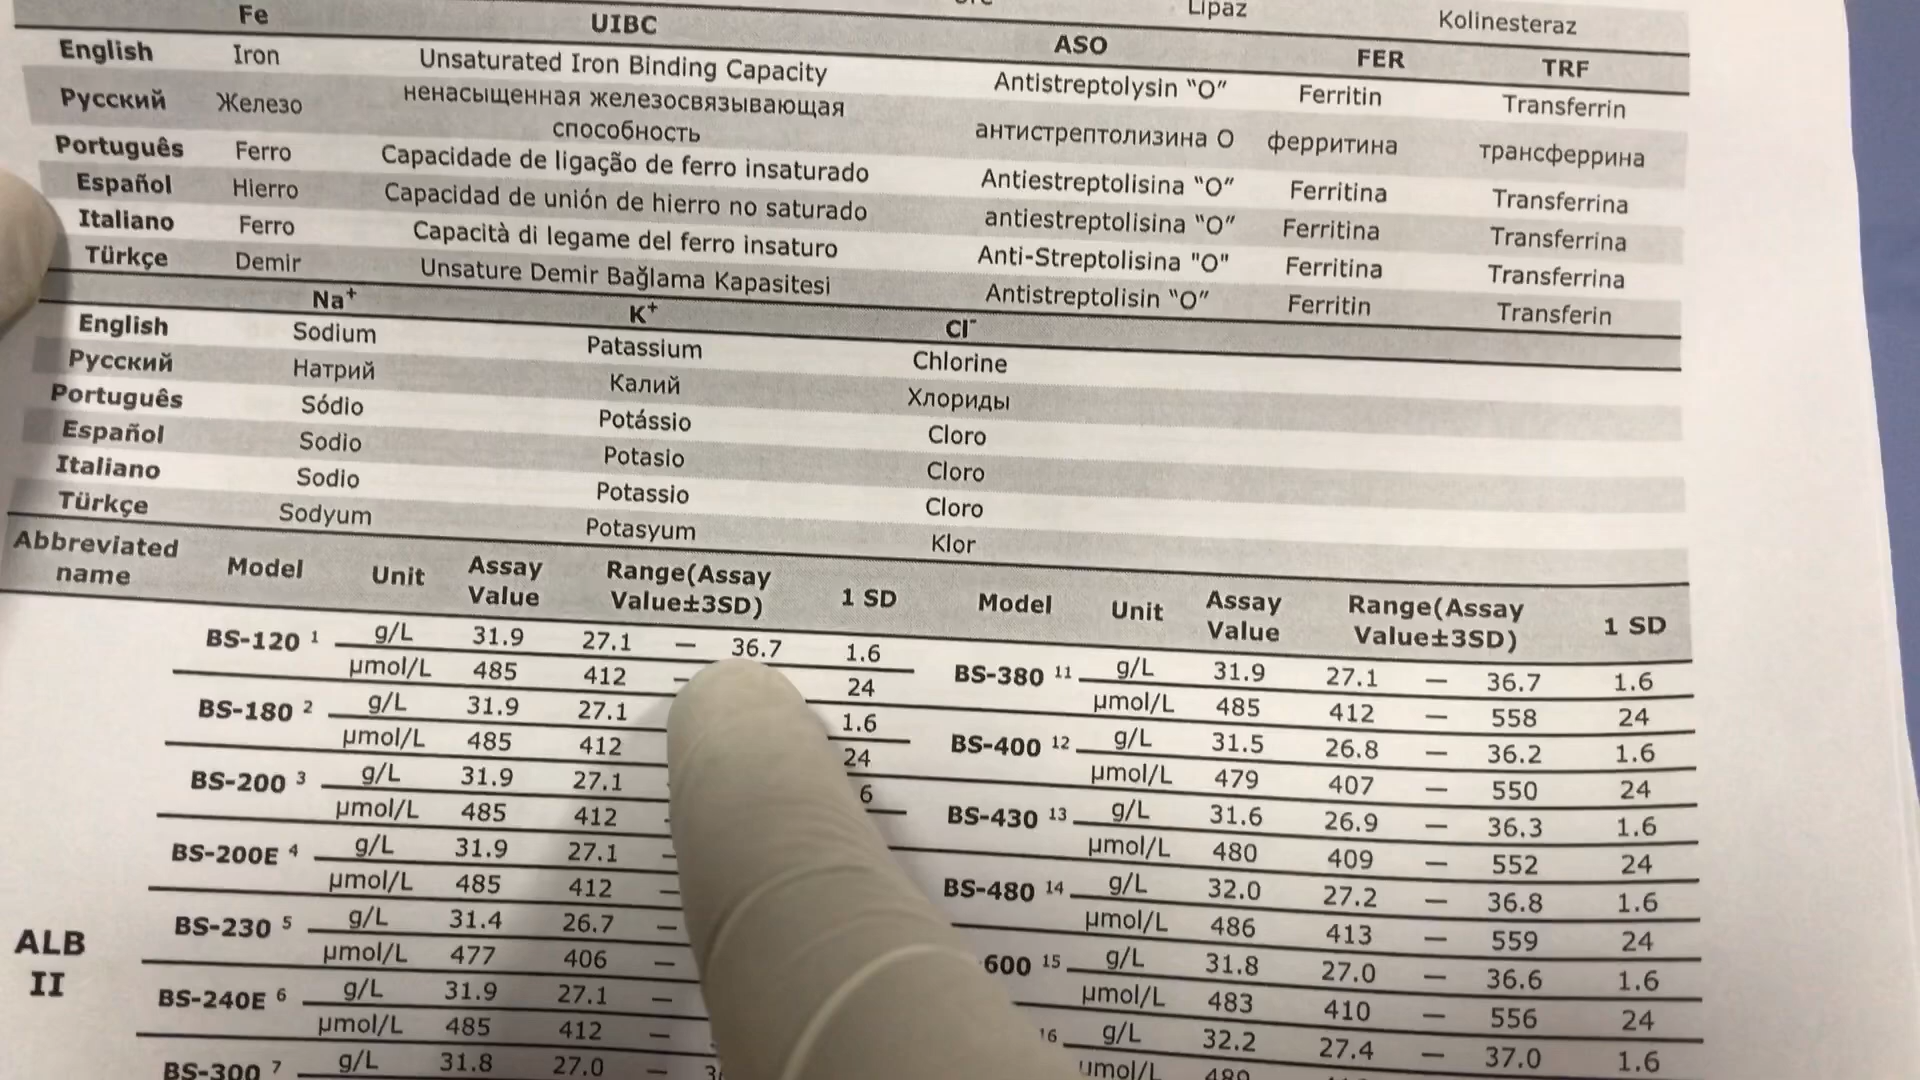 Lipaz Kolinesteraz
Fe UIBC ASO FER TRF
English Iron Unsaturated Iron Binding Capacity Antistreptolysin “O” Ferritin Transferrin
Русский Железо ненасыщенная железосвязывающая способность антистрептолизина О ферритина трансферрина
Português Ferro Capacidade de ligação de ferro insaturado Antiestreptolisina “O” Ferritina Transferrina
Español Hierro Capacidad de unión de hierro no saturado antiestreptolisina “O” Ferritina Transferrina
Italiano Ferro Capacità di legame del ferro insaturo Anti-Streptolisina "O" Ferritina Transferrina
Türkçe Demir Unsature Demir Bağlama Kapasitesi Antistreptolisin “O” Ferritin Transferin
Na⁺ K⁺ Cl⁻
English Sodium Patassium Chlorine
Русский Натрий Калий Хлориды
Português Sódio Potássio Cloro
Español Sodio Potasio Cloro
Italiano Sodio Potassio Cloro
Türkçe Sodyum Potasyum Klor
Abbreviated name Model Unit Assay Value Range(Assay Value±3SD) 1 SD Model Unit Assay Value Range(Assay Value±3SD) 1 SD
BS-120 ¹ g/L 31.9 27.1 — 36.7 1.6 BS-380 ¹¹ g/L 31.9 27.1 — 36.7 1.6
µmol/L 485 412 — 24 µmol/L 485 412 — 558 24
BS-180 ² g/L 31.9 27.1 1.6 BS-400 ¹² g/L 31.5 26.8 — 36.2 1.6
µmol/L 485 412 24 µmol/L 479 407 — 550 24
BS-200 ³ g/L 31.9 27.1 6 BS-430 ¹³ g/L 31.6 26.9 — 36.3 1.6
µmol/L 485 412 µmol/L 480 409 — 552 24
BS-200E ⁴ g/L 31.9 27.1 — BS-480 ¹⁴ g/L 32.0 27.2 — 36.8 1.6
µmol/L 485 412 — µmol/L 486 413 — 559 24
BS-230 ⁵ g/L 31.4 26.7 — 600 ¹⁵ g/L 31.8 27.0 — 36.6 1.6
µmol/L 477 406 — µmol/L 483 410 — 556 24
ALB II BS-240E ⁶ g/L 31.9 27.1 — ¹⁶ g/L 32.2 27.4 — 37.0 1.6
µmol/L 485 412 — µmol/L
BS-300 ⁷ g/L 31.8 27.0 —